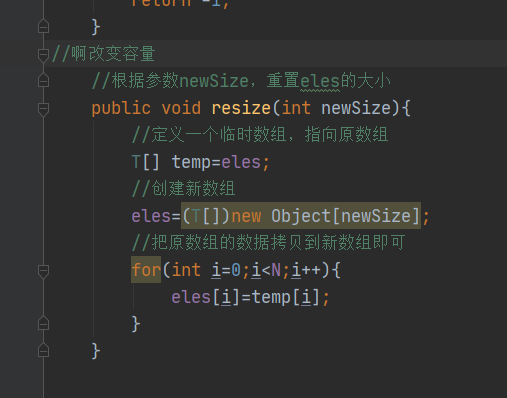 return -1;
}
//啊改变容量
//根据参数newSize，重置eles的大小
public void resize(int newSize){
//定义一个临时数组，指向原数组
T[] temp=eles;
//创建新数组
eles=(T[])new Object[newSize];
//把原数组的数据拷贝到新数组即可
for(int i=0;i<N;i++){
eles[i]=temp[i];
}
}